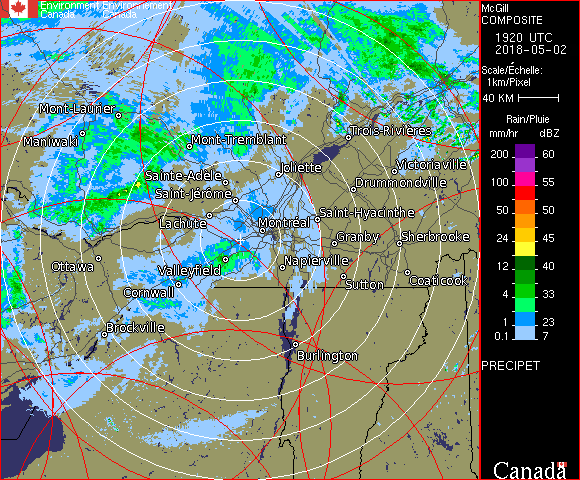 Environment Environnement
Canada Canada
McGill
COMPOSITE
1920 UTC
2018-05-02
Scale/Échelle:
1km/Pixel
40 KM
Rain/Pluie
mm/hr dBZ
200 60
100 55
50 50
24 45
12 40
4 33
1 23
0.1 7
PRECIPET
Canada
Mont-Laurier
Maniwaki
Mont-Tremblant
Trois-Rivières
Joliette
Victoriaville
Sainte-Adèle
Drummondville
Saint-Jérôme
Saint-Hyacinthe
Lachute
Montréal
Granby
Sherbrooke
Ottawa
Valleyfield
Napierville
Coaticook
Sutton
Cornwall
Brockville
Burlington